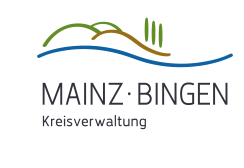 MAINZ · BINGEN
Kreisverwaltung